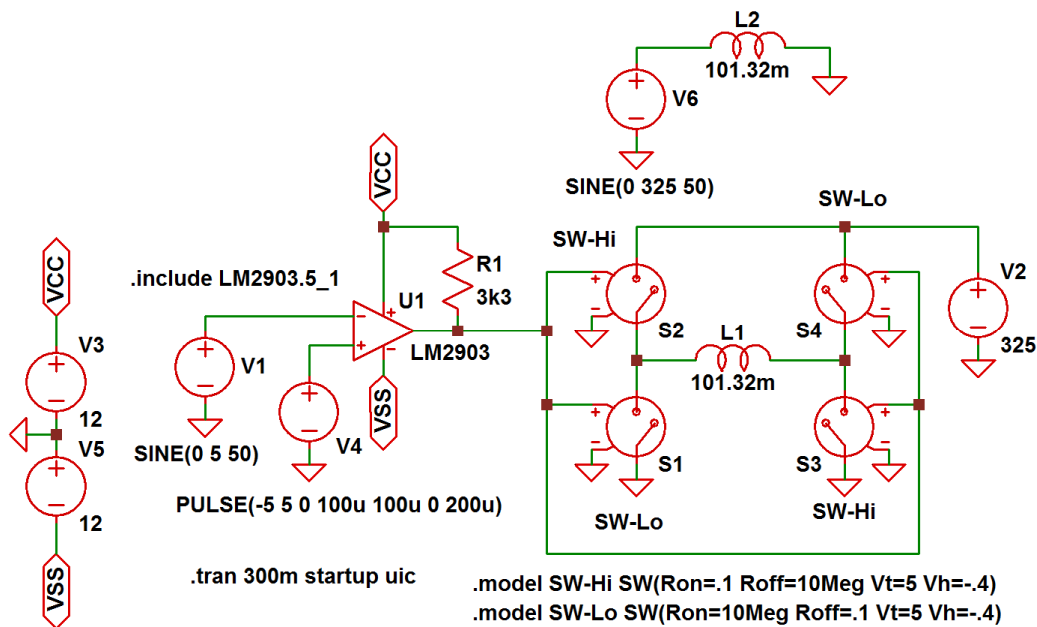 L2
101.32m
V6
SINE(0 325 50)
VCC
SW-Lo
SW-Hi
VCC
.include LM2903.5_1
R1
3k3
V2
325
U1
LM2903
S2
S4
V3
12
V1
L1
101.32m
VSS
V4
SINE(0 5 50)
V5
12
S1
S3
PULSE(-5 5 0 100u 100u 0 200u)
SW-Lo
SW-Hi
VSS
.tran 300m startup uic
.model SW-Hi SW(Ron=.1 Roff=10Meg Vt=5 Vh=-.4)
.model SW-Lo SW(Ron=10Meg Roff=.1 Vt=5 Vh=-.4)